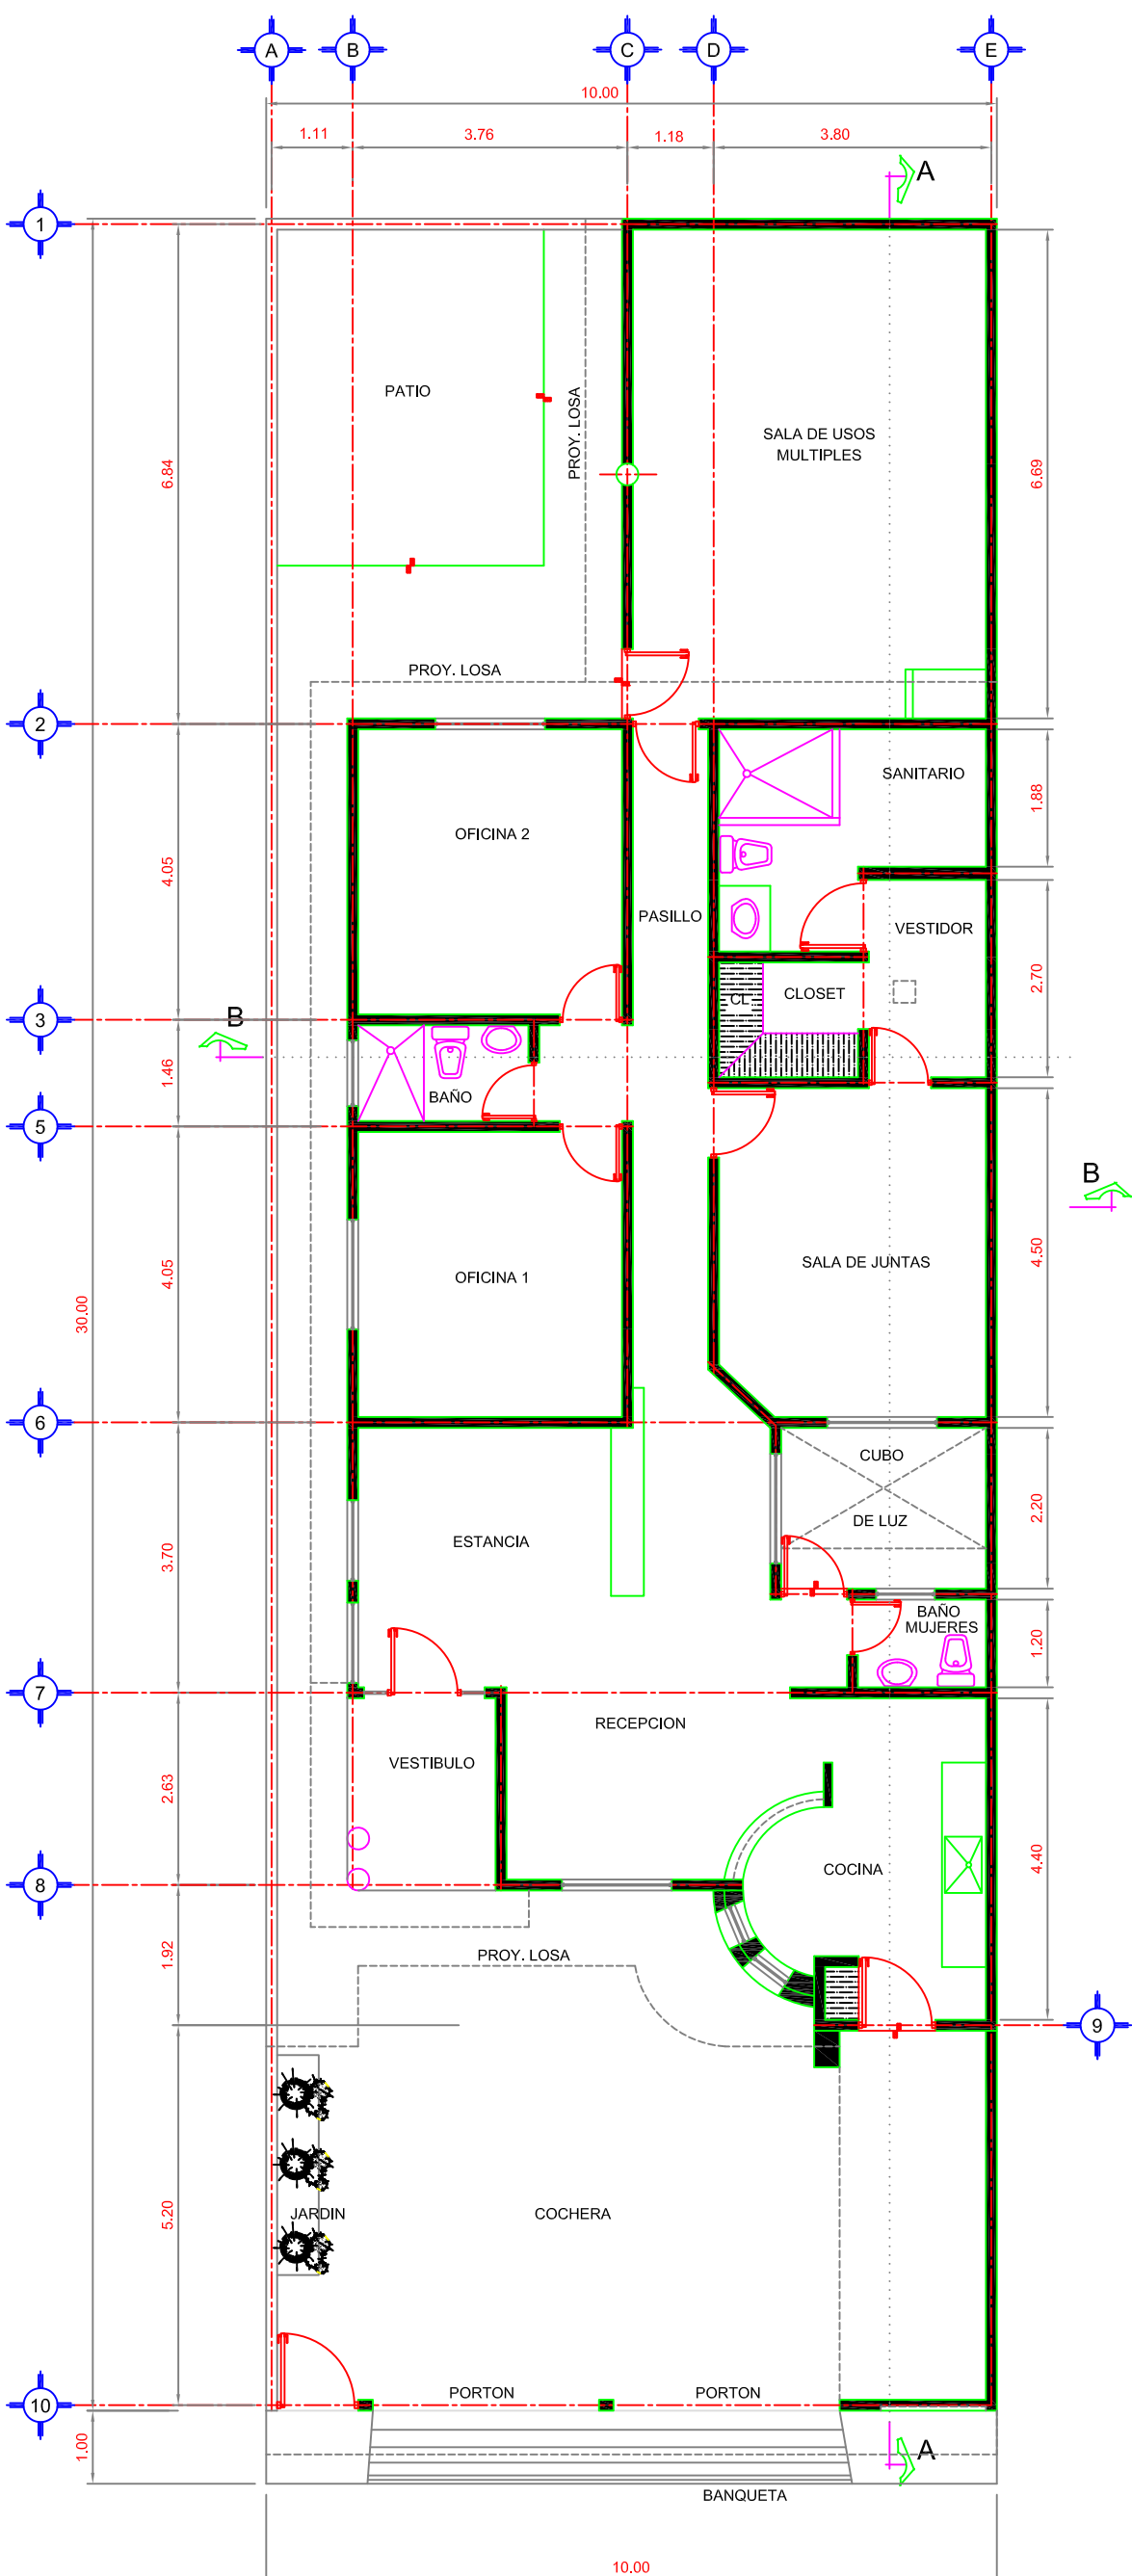 A B C D E
10.00
1.11 3.76 1.18 3.80
A
1
PATIO
PROY. LOSA
SALA DE USOS
MULTIPLES
6.84
6.69
PROY. LOSA
2
SANITARIO
1.88
OFICINA 2
4.05
PASILLO
VESTIDOR
2.70
CL
CLOSET
3
B
1.46
BAÑO
5
B
4.50
SALA DE JUNTAS
OFICINA 1
4.05
30.00
6
CUBO
DE LUZ
2.20
ESTANCIA
3.70
BAÑO
MUJERES
1.20
7
RECEPCION
VESTIBULO
2.63
COCINA
4.40
8
PROY. LOSA
1.92
9
JARDIN
COCHERA
5.20
PORTON
PORTON
10
1.00
A
BANQUETA
10.00